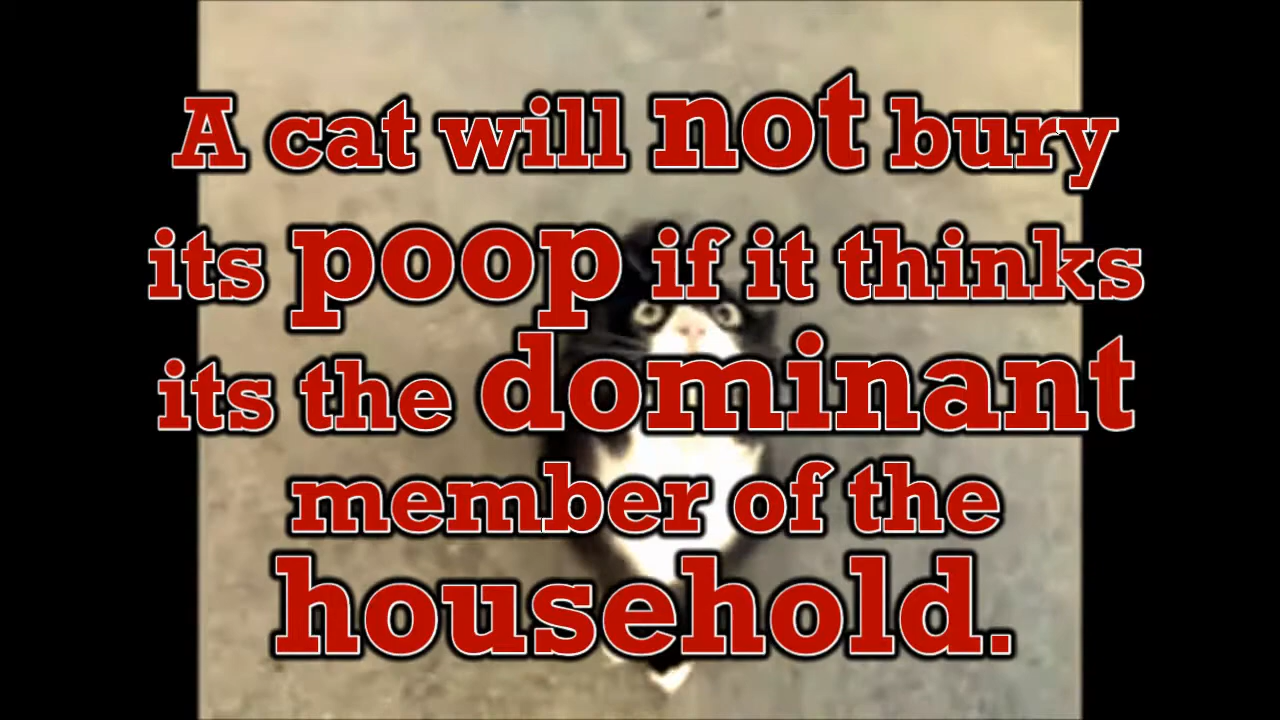 A cat will not bury
its poop if it thinks
its the dominant
member of the
household.